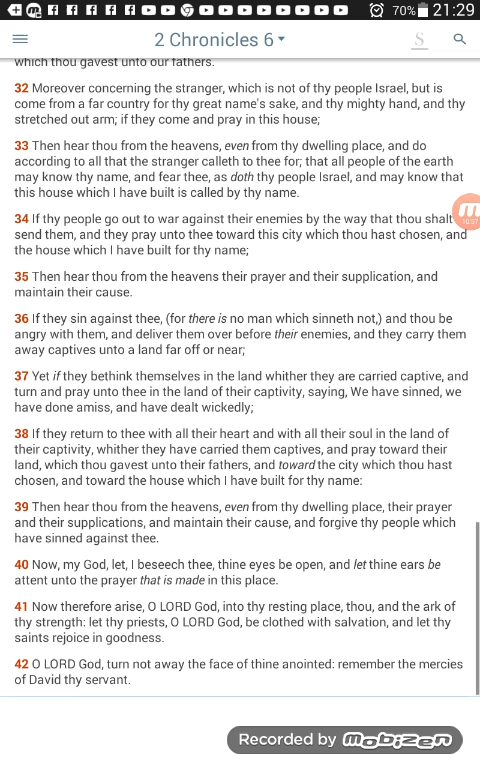 70% 21:29
2 Chronicles 6
S
which thou gavest unto our fathers.
32 Moreover concerning the stranger, which is not of thy people Israel, but is
come from a far country for thy great name's sake, and thy mighty hand, and thy
stretched out arm; if they come and pray in this house;
33 Then hear thou from the heavens, even from thy dwelling place, and do
according to all that the stranger calleth to thee for; that all people of the earth
may know thy name, and fear thee, as doth thy people Israel, and may know that
this house which I have built is called by thy name.
34 If thy people go out to war against their enemies by the way that thou shalt
send them, and they pray unto thee toward this city which thou hast chosen, and
the house which I have built for thy name;
10:57
35 Then hear thou from the heavens their prayer and their supplication, and
maintain their cause.
36 If they sin against thee, (for there is no man which sinneth not,) and thou be
angry with them, and deliver them over before their enemies, and they carry them
away captives unto a land far off or near;
37 Yet if they bethink themselves in the land whither they are carried captive, and
turn and pray unto thee in the land of their captivity, saying, We have sinned, we
have done amiss, and have dealt wickedly;
38 If they return to thee with all their heart and with all their soul in the land of
their captivity, whither they have carried them captives, and pray toward their
land, which thou gavest unto their fathers, and toward the city which thou hast
chosen, and toward the house which I have built for thy name:
39 Then hear thou from the heavens, even from thy dwelling place, their prayer
and their supplications, and maintain their cause, and forgive thy people which
have sinned against thee.
40 Now, my God, let, I beseech thee, thine eyes be open, and let thine ears be
attent unto the prayer that is made in this place.
41 Now therefore arise, O LORD God, into thy resting place, thou, and the ark of
thy strength: let thy priests, O LORD God, be clothed with salvation, and let thy
saints rejoice in goodness.
42 O LORD God, turn not away the face of thine anointed: remember the mercies
of David thy servant.
Recorded by Mobizen